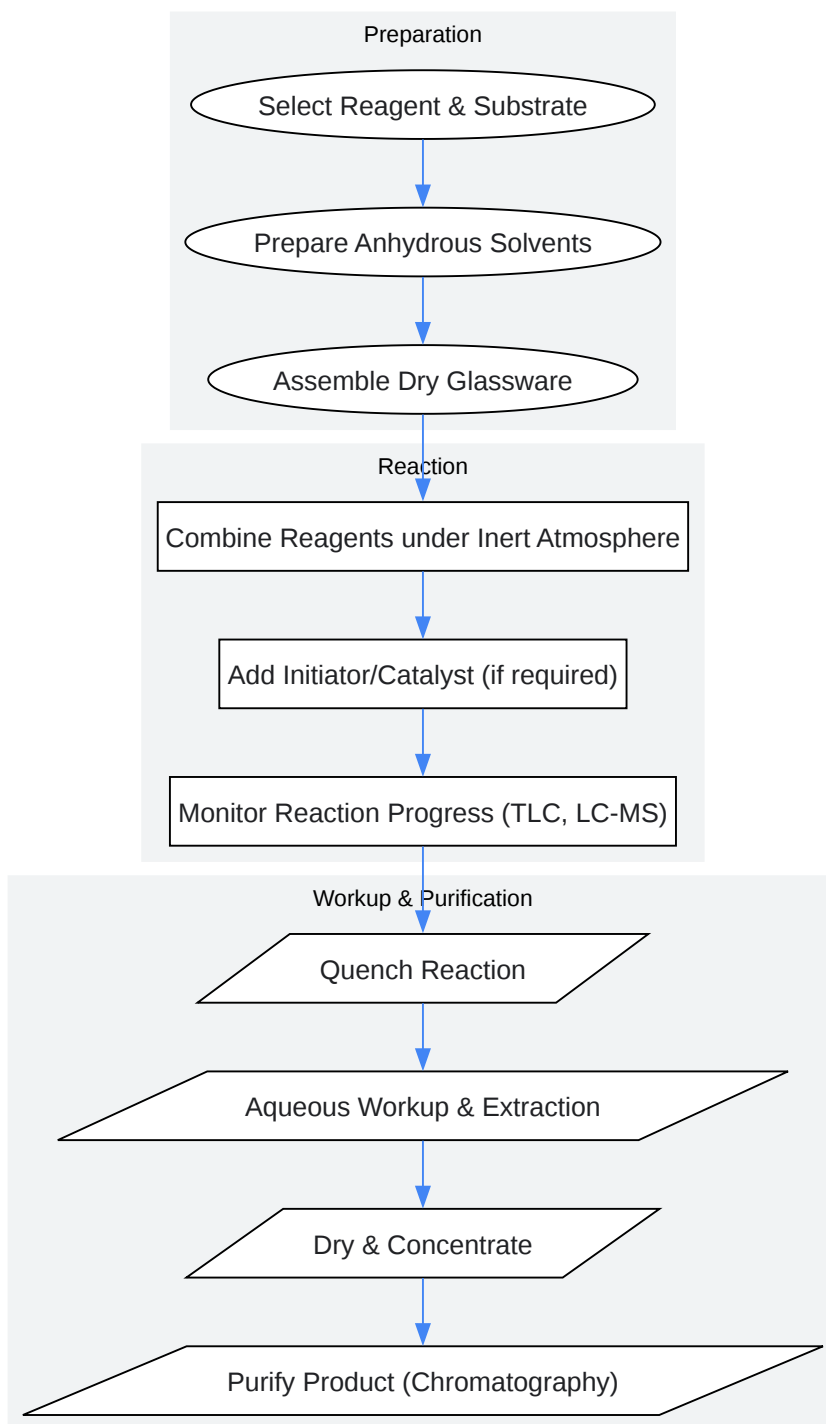 Preparation
Select Reagent & Substrate
Prepare Anhydrous Solvents
Assemble Dry Glassware
Reaction
Combine Reagents under Inert Atmosphere
Add Initiator/Catalyst (if required)
Monitor Reaction Progress (TLC, LC-MS)
Workup & Purification
Quench Reaction
Aqueous Workup & Extraction
Dry & Concentrate
Purify Product (Chromatography)